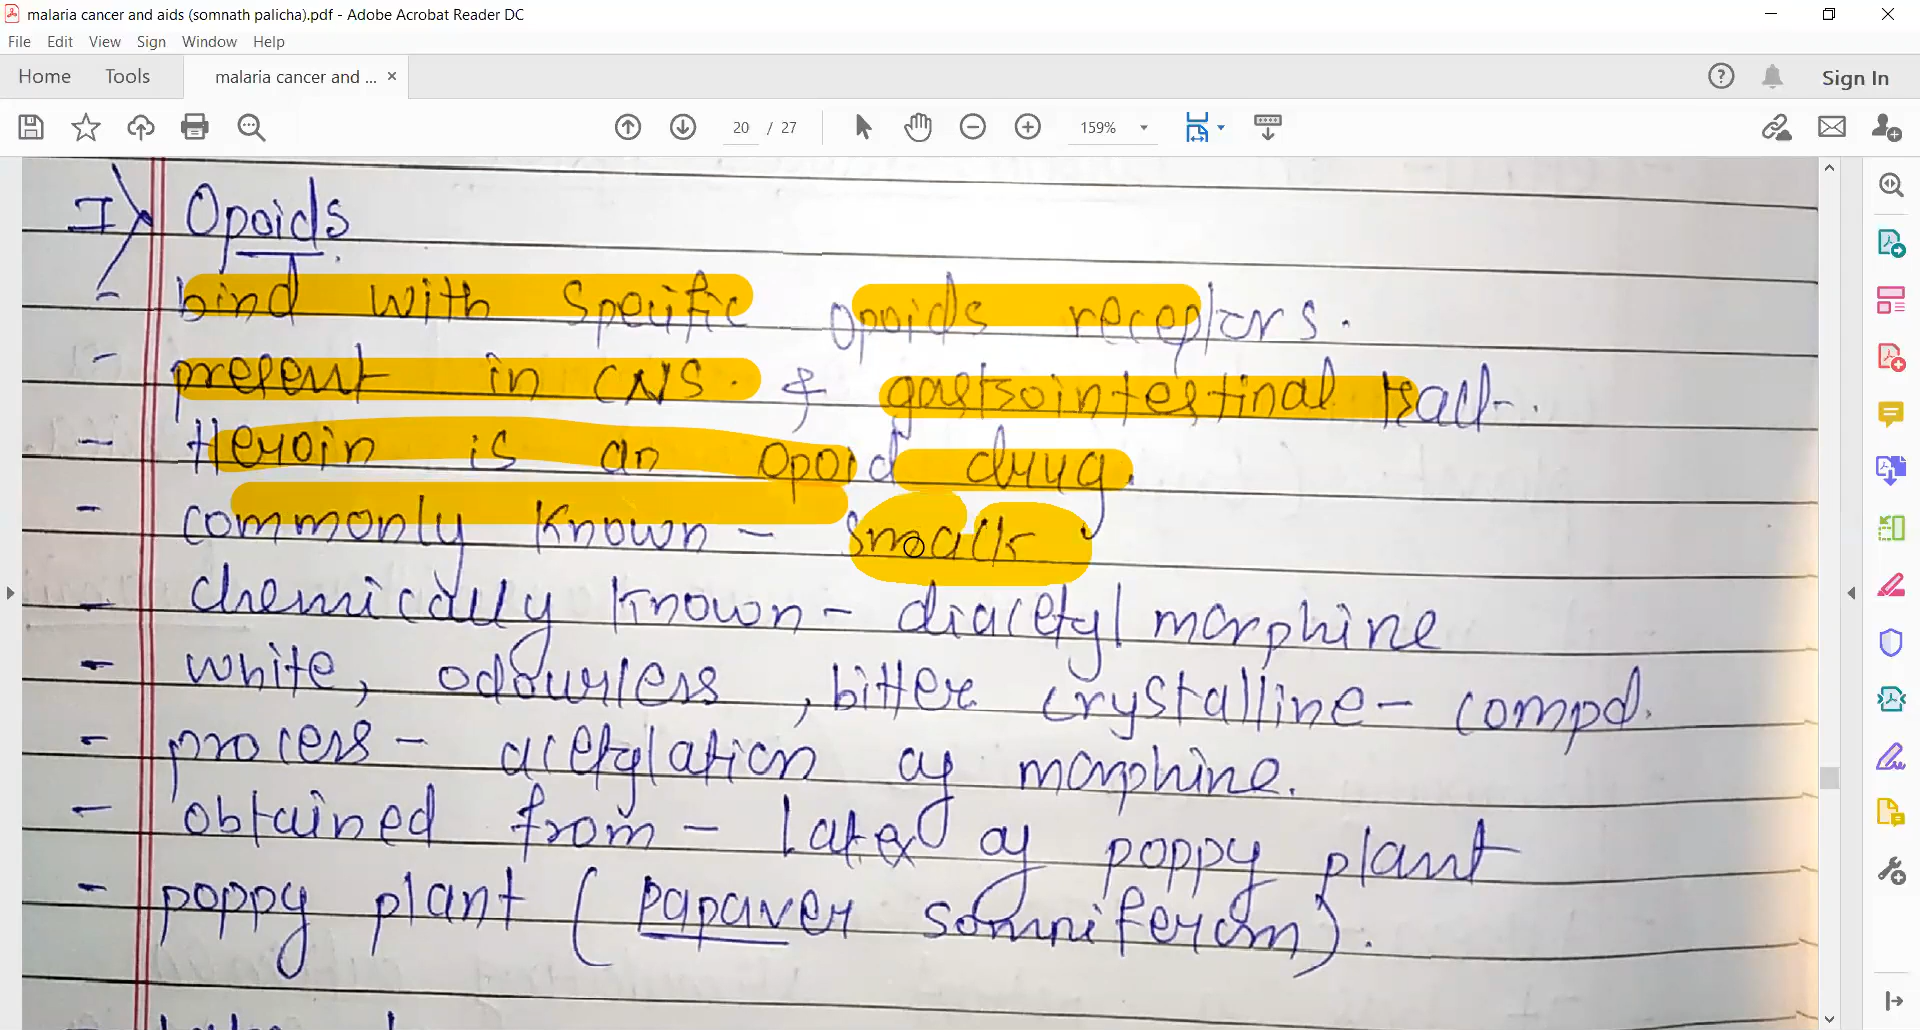 malaria cancer and aids (somnath palicha).pdf - Adobe Acrobat Reader DC
File Edit View Sign Window Help
Home Tools malaria cancer and ... × Sign In
20 / 27 159%
I) Opoids
- bind with specific opoids receptors.
- present in CNS. & gastrointestinal tract.
- Heroin is an opoid drug.
- commonly known - smack
- chemically known - diacetyl morphine
- white, odourless, bitter crystalline - compd.
- process - acetylation of morphine.
- obtained from - latex of poppy plant
- poppy plant (papaver somniferum).